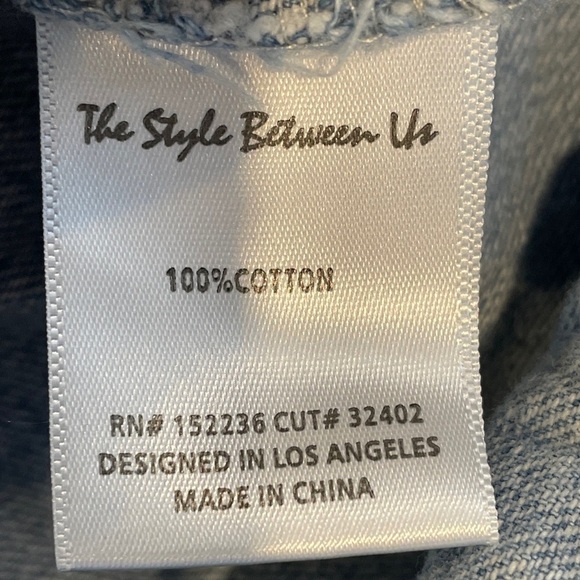 The Style Between Us
100%COTTON
RN# 152236 CUT# 32402
DESIGNED IN LOS ANGELES
MADE IN CHINA